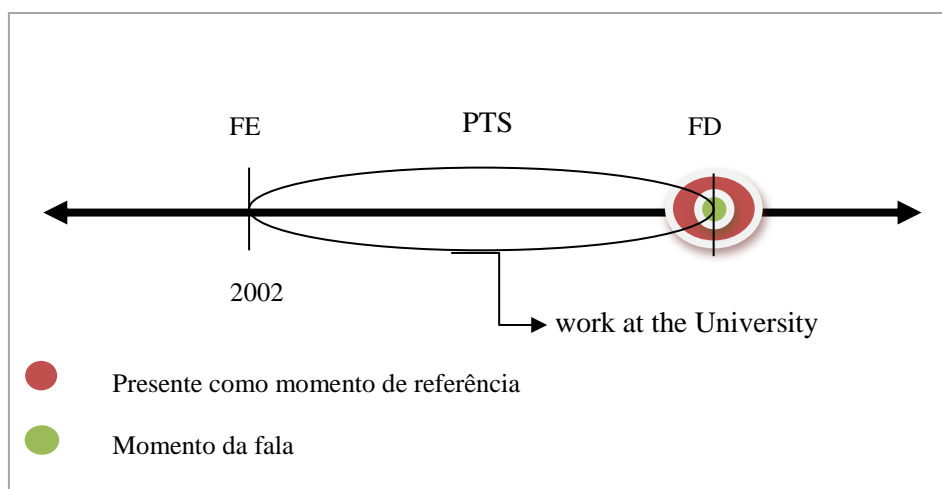 FE PTS FD
2002
work at the University
Presente como momento de referência
Momento da fala